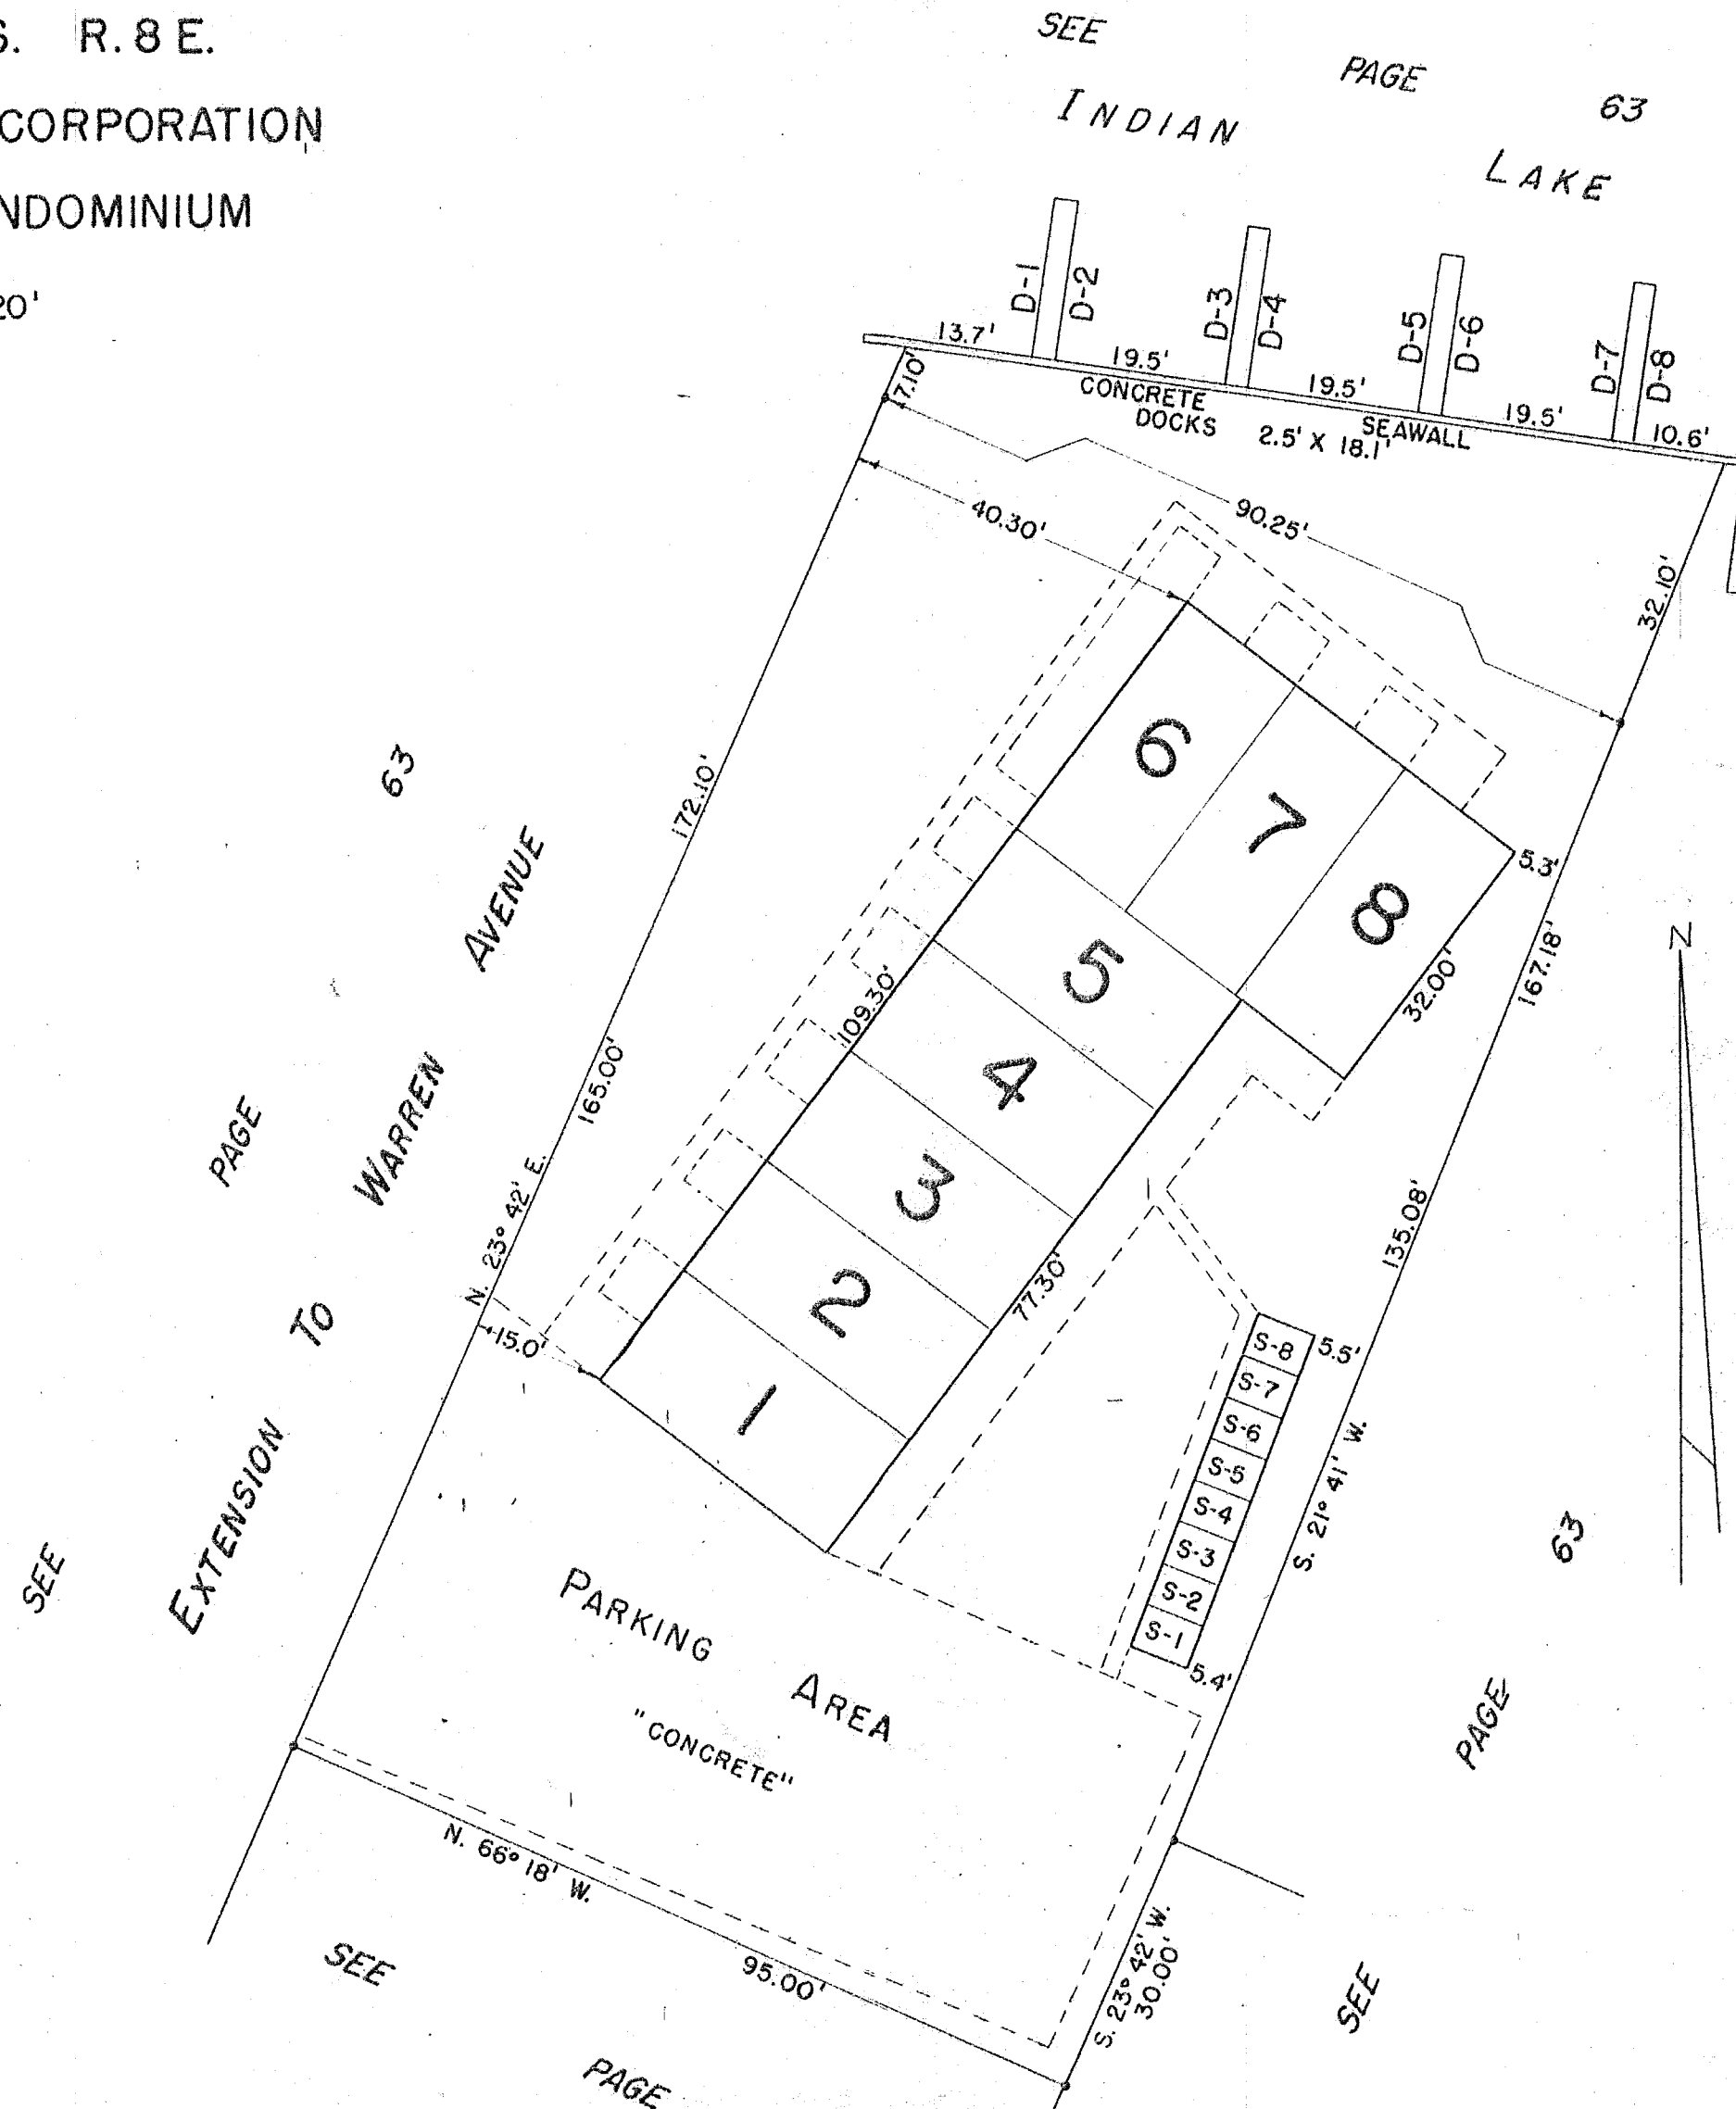 S. R. 8 E.
CORPORATION
NDOMINIUM
20'
SEE PAGE 63
INDIAN LAKE
D-1
D-2
D-3
D-4
D-5
D-6
D-7
D-8
13.7'
19.5'
19.5'
19.5'
10.6'
CONCRETE SEAWALL
DOCKS 2.5' X 18.1'
7.10'
40.30'
90.25'
32.10'
6
7
8
5
4
3
2
1
5.3'
32.00'
167.18'
N
172.10'
165.00'
109.30'
N. 23° 42' E.
15.0'
77.30'
135.08'
S. 21° 41' W.
SEE PAGE 63
EXTENSION TO WARREN AVENUE
S-8
S-7
S-6
S-5
S-4
S-3
S-2
S-1
5.5'
5.4'
PARKING AREA
"CONCRETE"
N. 66° 18' W.
95.00'
S. 23° 42' W.
30.00'
SEE PAGE 63
SEE PAGE